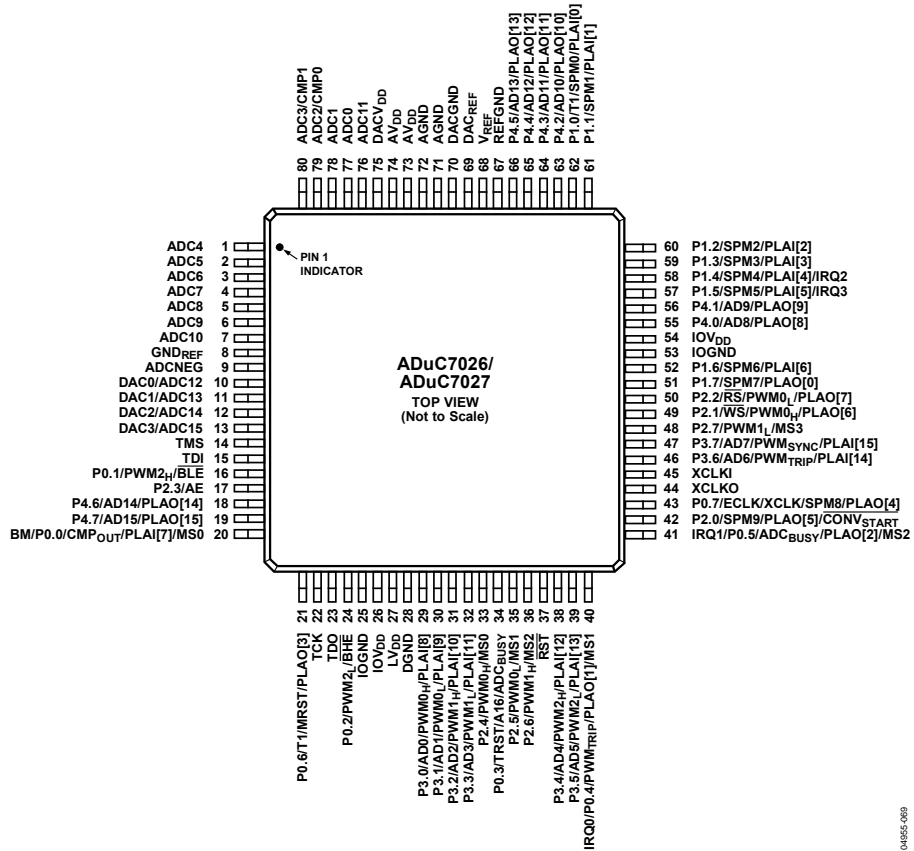 80 ADC3/CMP1
79 ADC2/CMP0
78 ADC1
77 ADC0
76 ADC11
75 DACVDD
74 AVDD
73 AVDD
72 AGND
71 AGND
70 DACGND
69 DACREF
68 VREF
67 REFGND
66 P4.5/AD13/PLAO[13]
65 P4.4/AD12/PLAO[12]
64 P4.3/AD11/PLAO[11]
63 P4.2/AD10/PLAO[10]
62 P1.0/T1/SPM0/PLAI[0]
61 P1.1/SPM1/PLAI[1]
ADC4 1
ADC5 2
ADC6 3
ADC7 4
ADC8 5
ADC9 6
ADC10 7
GNDREF 8
ADCNEG 9
DAC0/ADC12 10
DAC1/ADC13 11
DAC2/ADC14 12
DAC3/ADC15 13
TMS 14
TDI 15
P0.1/PWM2H/BLE 16
P2.3/AE 17
P4.6/AD14/PLAO[14] 18
P4.7/AD15/PLAO[15] 19
BM/P0.0/CMPOUT/PLAI[7]/MS0 20
PIN 1
INDICATOR
ADuC7026/
ADuC7027
TOP VIEW
(Not to Scale)
60 P1.2/SPM2/PLAI[2]
59 P1.3/SPM3/PLAI[3]
58 P1.4/SPM4/PLAI[4]/IRQ2
57 P1.5/SPM5/PLAI[5]/IRQ3
56 P4.1/AD9/PLAO[9]
55 P4.0/AD8/PLAO[8]
54 IOVDD
53 IOGND
52 P1.6/SPM6/PLAI[6]
51 P1.7/SPM7/PLAO[0]
50 P2.2/RS/PWM0L/PLAO[7]
49 P2.1/WS/PWM0H/PLAO[6]
48 P2.7/PWM1L/MS3
47 P3.7/AD7/PWMSYNC/PLAI[15]
46 P3.6/AD6/PWMTRIP/PLAI[14]
45 XCLKI
44 XCLKO
43 P0.7/ECLK/XCLK/SPM8/PLAO[4]
42 P2.0/SPM9/PLAO[5]/CONVSTART
41 IRQ1/P0.5/ADCBUSY/PLAO[2]/MS2
P0.6/T1/MRST/PLAO[3] 21
TCK 22
TDO 23
P0.2/PWM2L/BHE 24
IOGND 25
IOVDD 26
LVDD 27
DGND 28
P3.0/AD0/PWM0H/PLAI[8] 29
P3.1/AD1/PWM0L/PLAI[9] 30
P3.2/AD2/PWM1H/PLAI[10] 31
P3.3/AD3/PWM1L/PLAI[11] 32
P2.4/PWM0H/MS0 33
P0.3/TRST/A16/ADCBUSY 34
P2.5/PWM0L/MS1 35
P2.6/PWM1H/MS2 36
RST 37
P3.4/AD4/PWM2H/PLAI[12] 38
P3.5/AD5/PWM2L/PLAI[13] 39
IRQ0/P0.4/PWMTRIP/PLAO[1]/MS1 40
04955-069